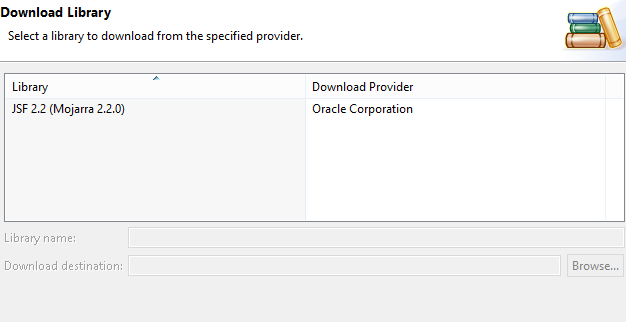 Download Library
Select a library to download from the specified provider.
Library Download Provider
JSF 2.2 (Mojarra 2.2.0) Oracle Corporation
Library name:
Download destination: Browse...